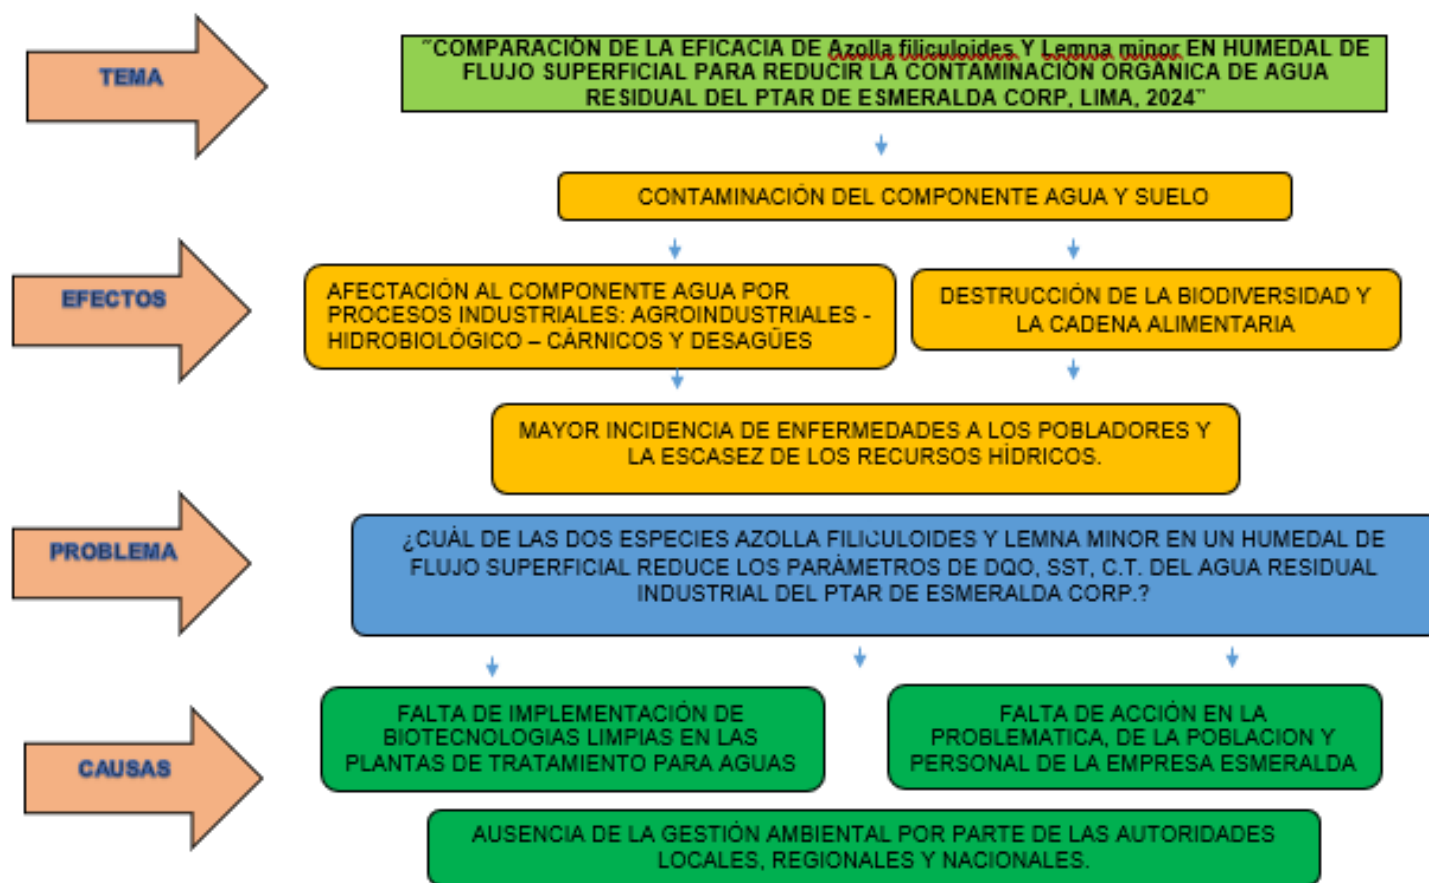 TEMA
"COMPARACIÓN DE LA EFICACIA DE Azolla filiculoides Y Lemna minor EN HUMEDAL DE
FLUJO SUPERFICIAL PARA REDUCIR LA CONTAMINACIÓN ORGÁNICA DE AGUA
RESIDUAL DEL PTAR DE ESMERALDA CORP, LIMA, 2024"
CONTAMINACIÓN DEL COMPONENTE AGUA Y SUELO
EFECTOS
AFECTACIÓN AL COMPONENTE AGUA POR
PROCESOS INDUSTRIALES: AGROINDUSTRIALES -
HIDROBIOLÓGICO – CÁRNICOS Y DESAGÜES
DESTRUCCIÓN DE LA BIODIVERSIDAD Y
LA CADENA ALIMENTARIA
MAYOR INCIDENCIA DE ENFERMEDADES A LOS POBLADORES Y
LA ESCASEZ DE LOS RECURSOS HÍDRICOS.
PROBLEMA
¿CUÁL DE LAS DOS ESPECIES AZOLLA FILICULOIDES Y LEMNA MINOR EN UN HUMEDAL DE
FLUJO SUPERFICIAL REDUCE LOS PARÁMETROS DE DQO, SST, C.T. DEL AGUA RESIDUAL
INDUSTRIAL DEL PTAR DE ESMERALDA CORP.?
CAUSAS
FALTA DE IMPLEMENTACIÓN DE
BIOTECNOLOGIAS LIMPIAS EN LAS
PLANTAS DE TRATAMIENTO PARA AGUAS
FALTA DE ACCIÓN EN LA
PROBLEMATICA, DE LA POBLACION Y
PERSONAL DE LA EMPRESA ESMERALDA
AUSENCIA DE LA GESTIÓN AMBIENTAL POR PARTE DE LAS AUTORIDADES
LOCALES, REGIONALES Y NACIONALES.